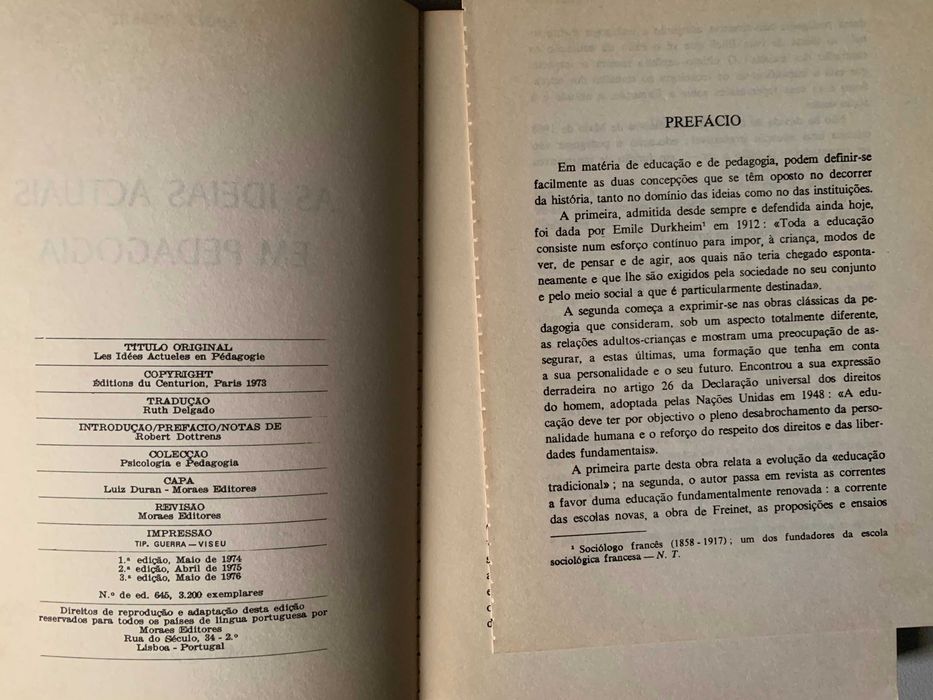 AS IDEIAS ACTUAIS
EM PEDAGOGIA
TÍTULO ORIGINAL
Les Idées Actueles en Pédagogie
COPYRIGHT
Éditions du Centurion, Paris 1973
TRADUÇÃO
Ruth Delgado
INTRODUÇÃO/PREFÁCIO/NOTAS DE
Robert Dottrens
COLECÇÃO
Psicologia e Pedagogia
CAPA
Luiz Duran - Moraes Editores
REVISÃO
Moraes Editores
IMPRESSÃO
TIP. GUERRA — VISEU
1.ª edição, Maio de 1974
2.ª edição, Abril de 1975
3.ª edição, Maio de 1976
N.º de ed. 645, 3.200 exemplares
Direitos de reprodução e adaptação desta edição
reservados para todos os países de língua portuguesa por
Moraes Editores
Rua do Século, 34 - 2.º
Lisboa - Portugal
PREFÁCIO
Em matéria de educação e de pedagogia, podem definir-se
facilmente as duas concepções que se têm oposto no decorrer
da história, tanto no domínio das ideias como no das instituições.
A primeira, admitida desde sempre e defendida ainda hoje,
foi dada por Emile Durkheim¹ em 1912 : «Toda a educação
consiste num esforço contínuo para impor, à criança, modos de
ver, de pensar e de agir, aos quais não teria chegado esponta-
neamente e que lhe são exigidos pela sociedade no seu conjunto
e pelo meio social a que é particularmente destinada».
A segunda começa a exprimir-se nas obras clássicas da pe-
dagogia que consideram, sob um aspecto totalmente diferente,
as relações adultos-crianças e mostram uma preocupação de as-
segurar, a estas últimas, uma formação que tenha em conta
a sua personalidade e o seu futuro. Encontrou a sua expressão
derradeira no artigo 26 da Declaração universal dos direitos
do homem, adoptada pelas Nações Unidas em 1948 : «A edu-
cação deve ter por objectivo o pleno desabrochamento da perso-
nalidade humana e o reforço do respeito dos direitos e das liber-
dades fundamentais».
A primeira parte desta obra relata a evolução da «educação
tradicional» ; na segunda, o autor passa em revista as correntes
a favor duma educação fundamentalmente renovada : a corrente
das escolas novas, a obra de Freinet, as proposições e ensaios
¹ Sociólogo francês (1858 - 1917) ; um dos fundadores da escola
sociológica francesa — N. T.